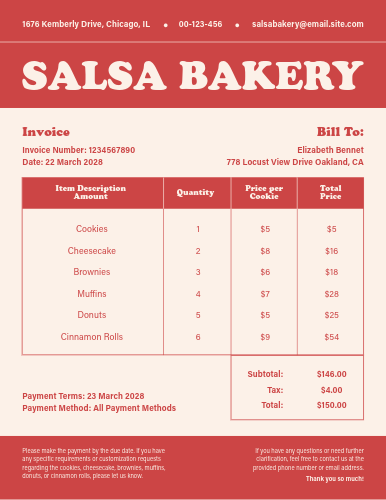 1676 Kemberly Drive, Chicago, IL • 00-123-456 • salsabakery@email.site.com
SALSA BAKERY
Invoice
Bill To:
Invoice Number: 1234567890
Elizabeth Bennet
Date: 22 March 2028
778 Locust View Drive Oakland, CA
Item Description Amount
Quantity
Price per Cookie
Total Price
Cookies 1 $5 $5
Cheesecake 2 $8 $16
Brownies 3 $6 $18
Muffins 4 $7 $28
Donuts 5 $5 $25
Cinnamon Rolls 6 $9 $54
Subtotal: $146.00
Tax: $4.00
Total: $150.00
Payment Terms: 23 March 2028
Payment Method: All Payment Methods
Please make the payment by the due date. If you have
any specific requirements or customization requests
regarding the cookies, cheesecake, brownies, muffins,
donuts, or cinnamon rolls, please let us know.
If you have any questions or need further
clarification, feel free to contact us at the
provided phone number or email address.
Thank you so much!